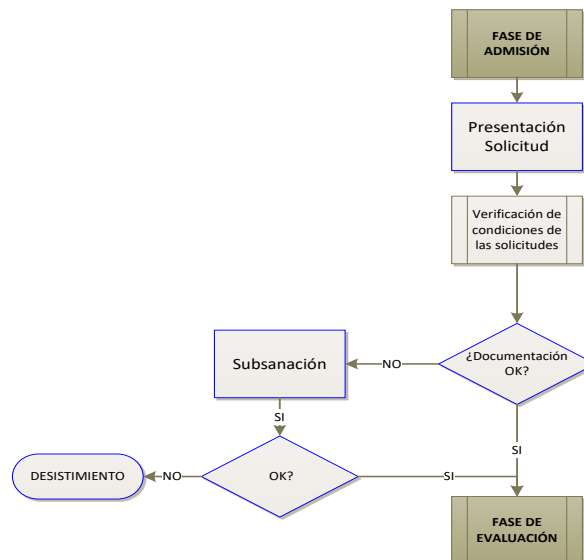 FASE DE
ADMISIÓN
Presentación
Solicitud
Verificación de
condiciones de
las solicitudes
¿Documentación
OK?
NO
Subsanación
SI
SI
OK?
NO
DESISTIMIENTO
SI
FASE DE
EVALUACIÓN